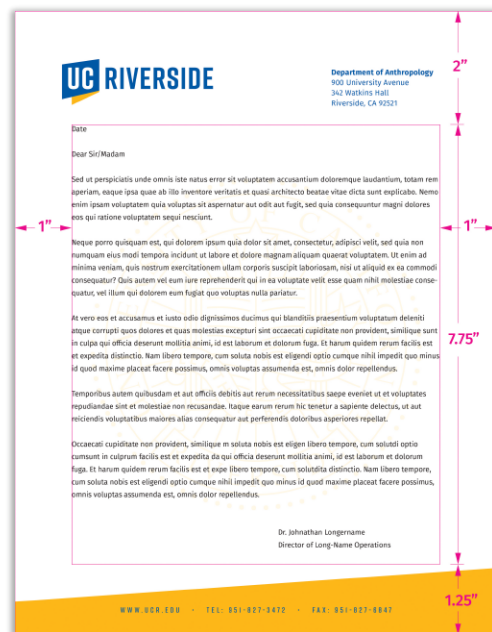 UC RIVERSIDE
Department of Anthropology
900 University Avenue
342 Watkins Hall
Riverside, CA 92521
2"
Date
Dear Sir/Madam
Sed ut perspiciatis unde omnis iste natus error sit voluptatem accusantium doloremque laudantium, totam rem
aperiam, eaque ipsa quae ab illo inventore veritatis et quasi architecto beatae vitae dicta sunt explicabo. Nemo
enim ipsam voluptatem quia voluptas sit aspernatur aut odit aut fugit, sed quia consequuntur magni dolores
eos qui ratione voluptatem sequi nesciunt.
1"
1"
Neque porro quisquam est, qui dolorem ipsum quia dolor sit amet, consectetur, adipisci velit, sed quia non
numquam eius modi tempora incidunt ut labore et dolore magnam aliquam quaerat voluptatem. Ut enim ad
minima veniam, quis nostrum exercitationem ullam corporis suscipit laboriosam, nisi ut aliquid ex ea commodi
consequatur? Quis autem vel eum iure reprehenderit qui in ea voluptate velit esse quam nihil molestiae conse-
quatur, vel illum qui dolorem eum fugiat quo voluptas nulla pariatur.
At vero eos et accusamus et iusto odio dignissimos ducimus qui blanditiis praesentium voluptatum deleniti
atque corrupti quos dolores et quas molestias excepturi sint occaecati cupiditate non provident, similique sunt
in culpa qui officia deserunt mollitia animi, id est laborum et dolorum fuga. Et harum quidem rerum facilis est
et expedita distinctio. Nam libero tempore, cum soluta nobis est eligendi optio cumque nihil impedit quo minus
id quod maxime placeat facere possimus, omnis voluptas assumenda est, omnis dolor repellendus.
7.75"
Temporibus autem quibusdam et aut officiis debitis aut rerum necessitatibus saepe eveniet ut et voluptates
repudiandae sint et molestiae non recusandae. Itaque earum rerum hic tenetur a sapiente delectus, ut aut
reiciendis voluptatibus maiores alias consequatur aut perferendis doloribus asperiores repellat.
Occaecati cupiditate non provident, similique m soluta nobis est eligen libero tempore, cum solutdi optio
cumsunt in culprum facilis est et expedita da qui officia deserunt mollitia animi, id est laborum et dolorum
fuga. Et harum quidem rerum facilis est et expe libero tempore, cum solutdita distinctio. Nam libero tempore,
cum soluta nobis est eligendi optio cumque nihil impedit quo minus id quod maxime placeat facere possimus,
omnis voluptas assumenda est, omnis dolor repellendus.
Dr. Johnathan Longername
Director of Long-Name Operations
1.25"
WWW.UCR.EDU · TEL: 951-827-3472 · FAX: 951-827-6847